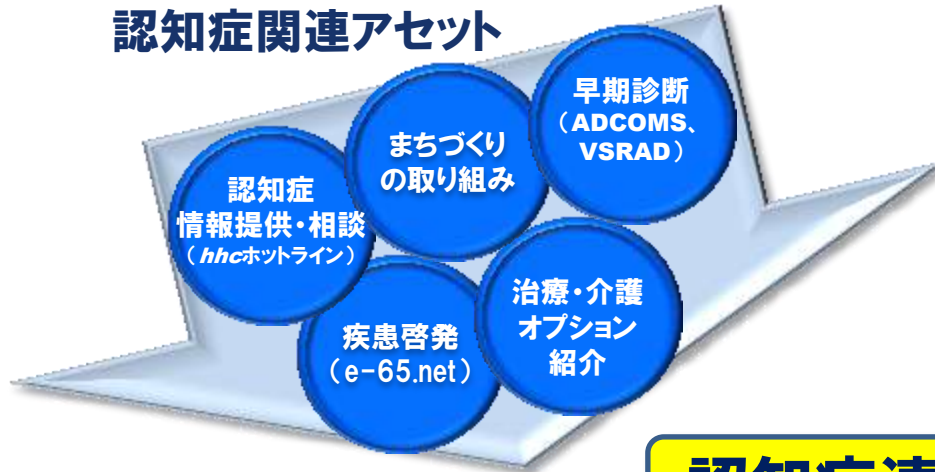 認知症関連アセット
早期診断
（ADCOMS、
VSRAD）
まちづくり
の取り組み
認知症
情報提供・相談
（hhcホットライン）
治療・介護
オプション
紹介
疾患啓発
（e-65.net）